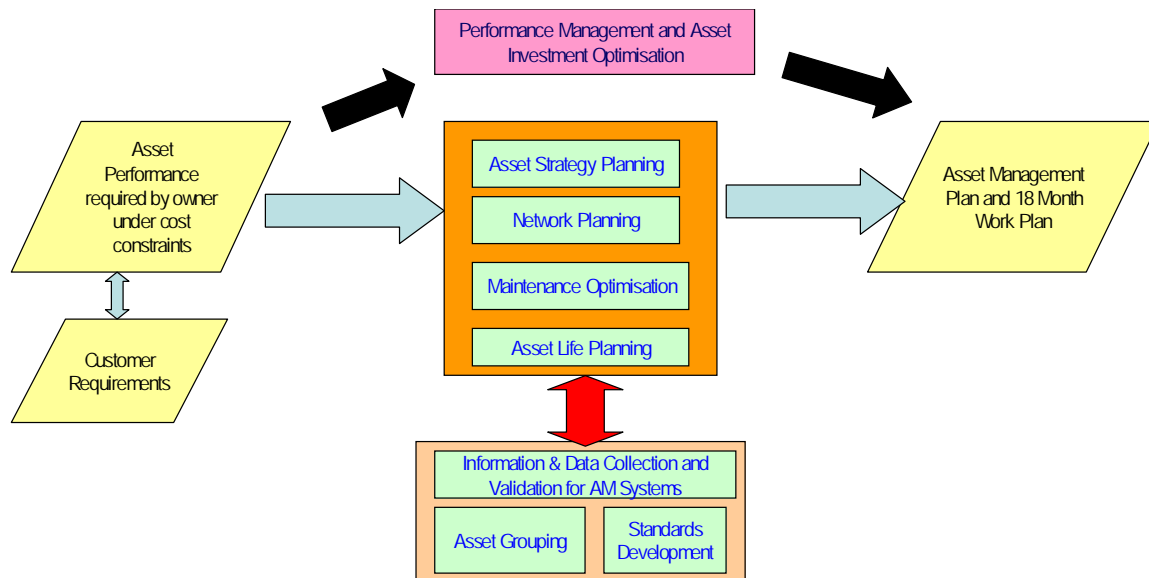 Performance Management and Asset
Investment Optimisation
Asset
Performance
required by owner
under cost
constraints
Asset Strategy Planning
Network Planning
Maintenance Optimisation
Asset Life Planning
Asset Management
Plan and 18 Month
Work Plan
Customer
Requirements
Information & Data Collection and
Validation for AM Systems
Asset Grouping
Standards
Development